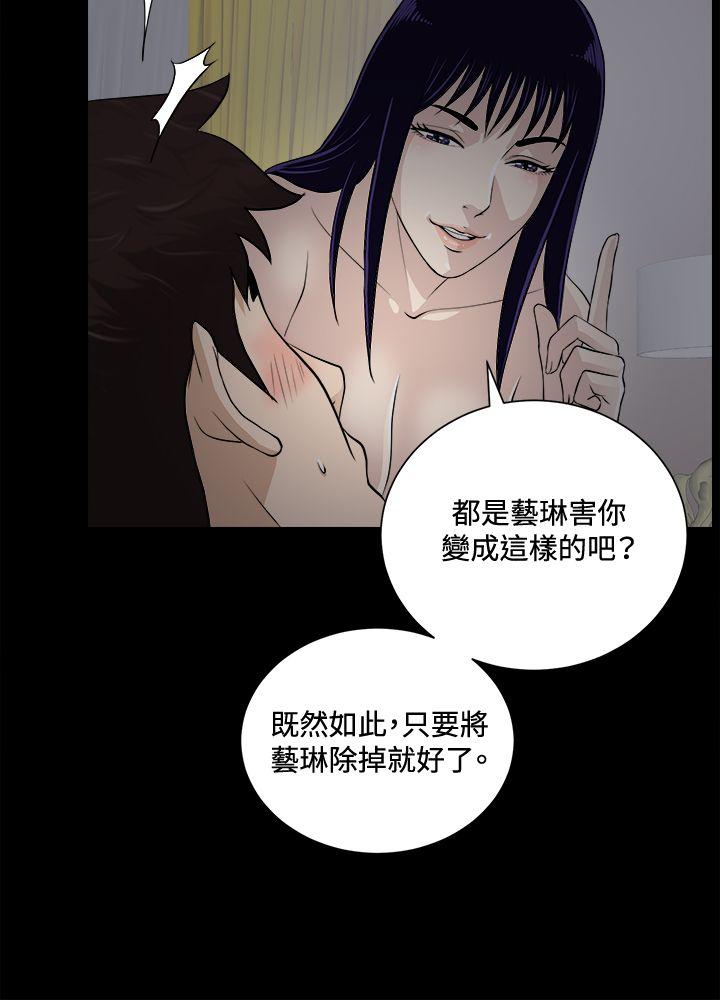 都是藝琳害你
變成這樣的吧？
既然如此，只要將
藝琳除掉就好了。